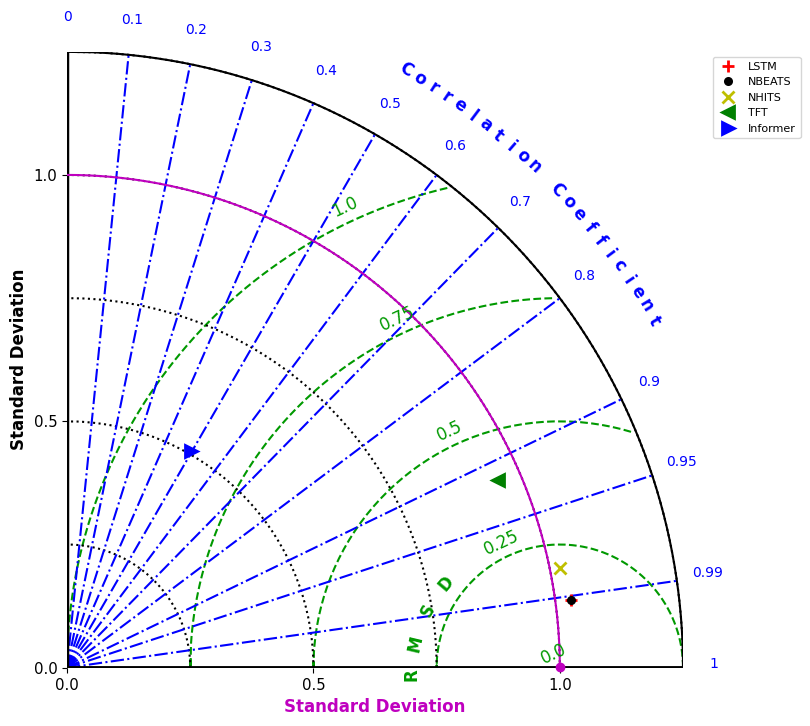 0
0.1
0.2
0.3
0.4
0.5
0.6
0.7
0.8
0.9
0.95
0.99
1
Correlation Coefficient
LSTM
NBEATS
NHITS
TFT
Informer
Standard Deviation
1.0
0.5
0.0
1.0
0.75
0.5
0.25
0.0
RMSD
0.0 0.5 1.0
Standard Deviation